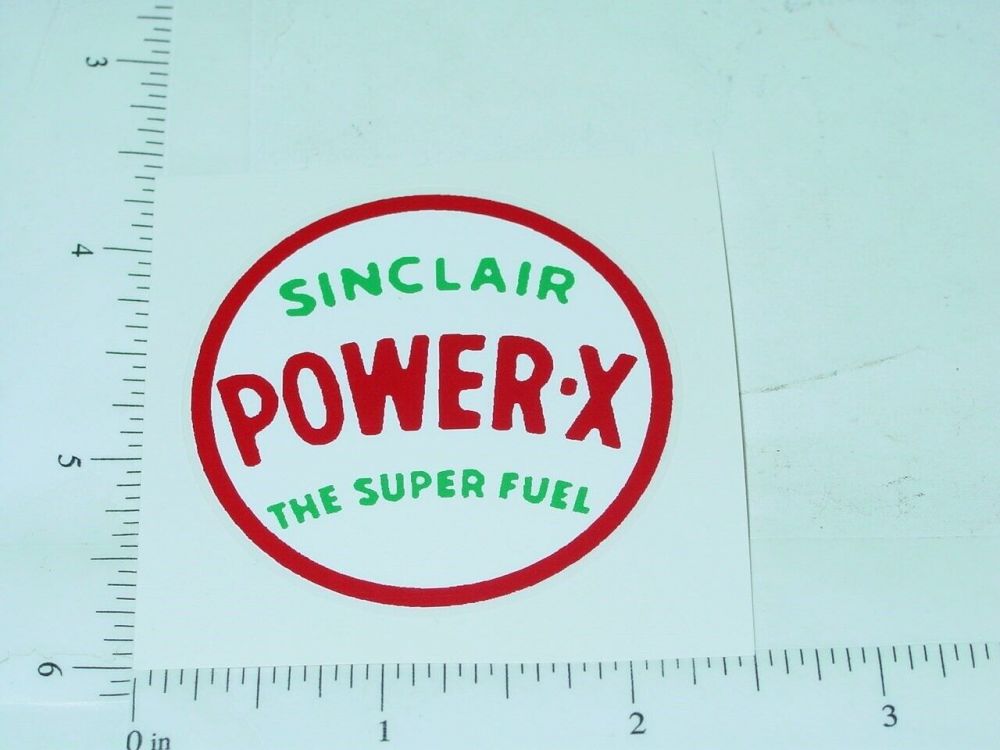 3
4
SINCLAIR
POWER·X
5
THE SUPER FUEL
6
0 in 1 2 3